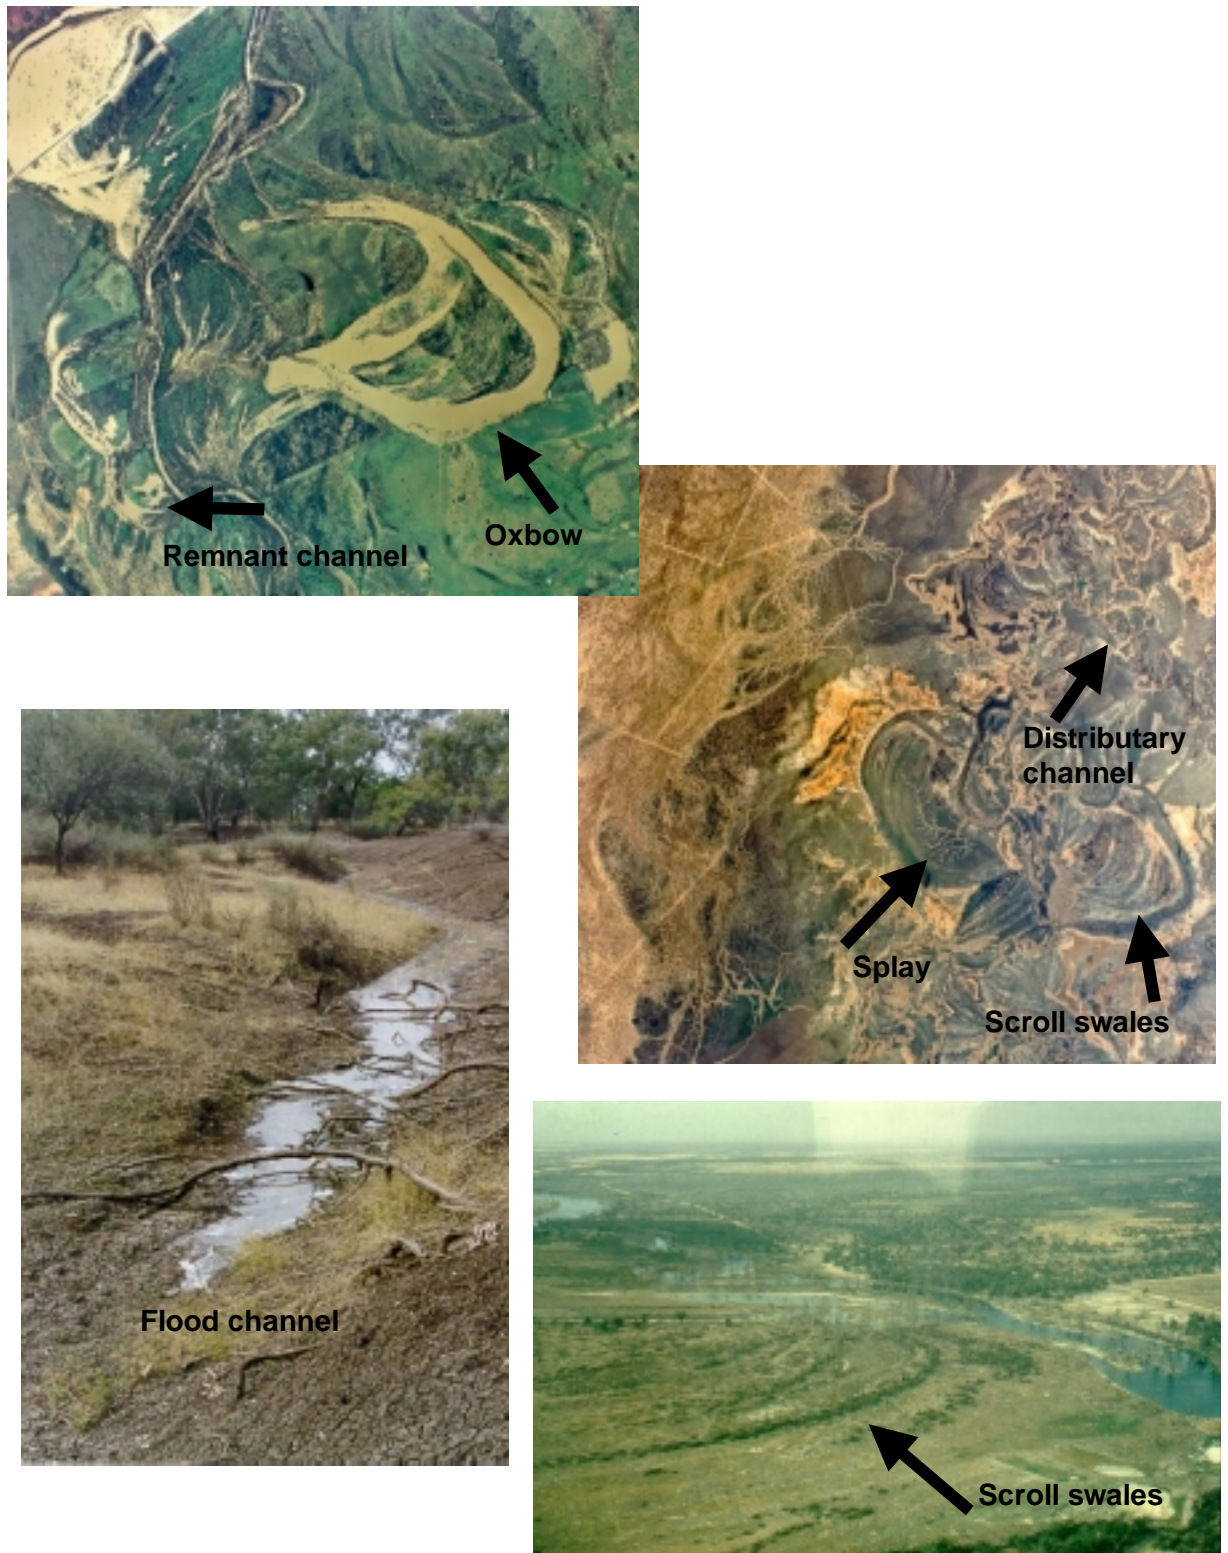 Oxbow
Remnant channel
Distributary
channel
Splay
Scroll swales
Flood channel
Scroll swales